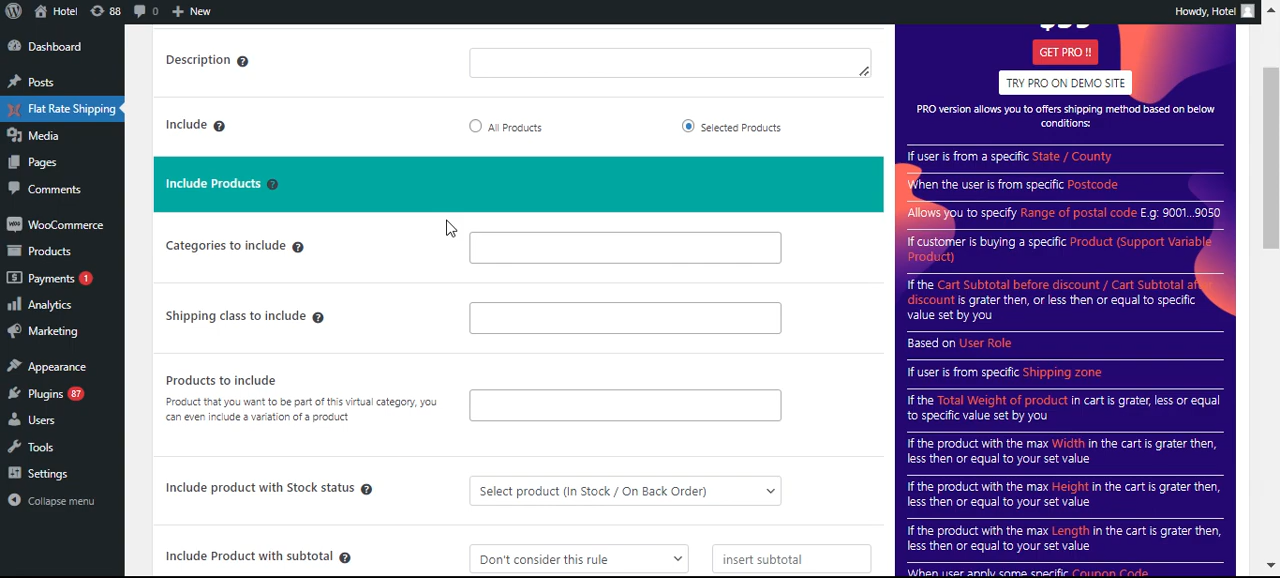 Hotel
88
0
New
Howdy, Hotel
Dashboard
Posts
Flat Rate Shipping
Media
Pages
Comments
WooCommerce
Products
Payments 1
Analytics
Marketing
Appearance
Plugins 87
Users
Tools
Settings
Collapse menu
Description
Include
All Products
Selected Products
Include Products
Categories to include
Shipping class to include
Products to include
Product that you want to be part of this virtual category, you
can even include a variation of a product
Include product with Stock status
Select product (In Stock / On Back Order)
Include Product with subtotal
Don't consider this rule
insert subtotal
GET PRO !!
TRY PRO ON DEMO SITE
PRO version allows you to offers shipping method based on below
conditions:
If user is from a specific State / County
When the user is from specific Postcode
Allows you to specify Range of postal code E.g: 9001...9050
If customer is buying a specific Product (Support Variable
Product)
If the Cart Subtotal before discount / Cart Subtotal after
discount is grater then, or less then or equal to specific
value set by you
Based on User Role
If user is from specific Shipping zone
If the Total Weight of product in cart is grater, less or equal
to specific value set by you
If the product with the max Width in the cart is grater then,
less then or equal to your set value
If the product with the max Height in the cart is grater then,
less then or equal to your set value
If the product with the max Length in the cart is grater then,
less then or equal to your set value
When user apply some specific Coupon Code